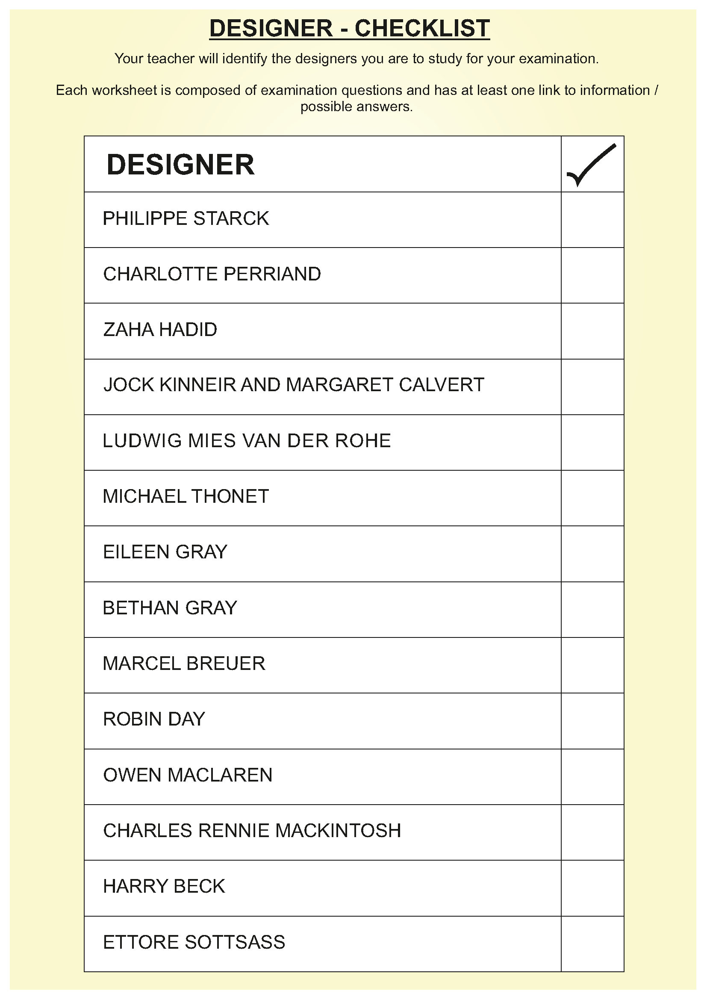 DESIGNER - CHECKLIST
Your teacher will identify the designers you are to study for your examination.
Each worksheet is composed of examination questions and has at least one link to information /
possible answers.
DESIGNER
PHILIPPE STARCK
CHARLOTTE PERRIAND
ZAHA HADID
JOCK KINNEIR AND MARGARET CALVERT
LUDWIG MIES VAN DER ROHE
MICHAEL THONET
EILEEN GRAY
BETHAN GRAY
MARCEL BREUER
ROBIN DAY
OWEN MACLAREN
CHARLES RENNIE MACKINTOSH
HARRY BECK
ETTORE SOTTSASS